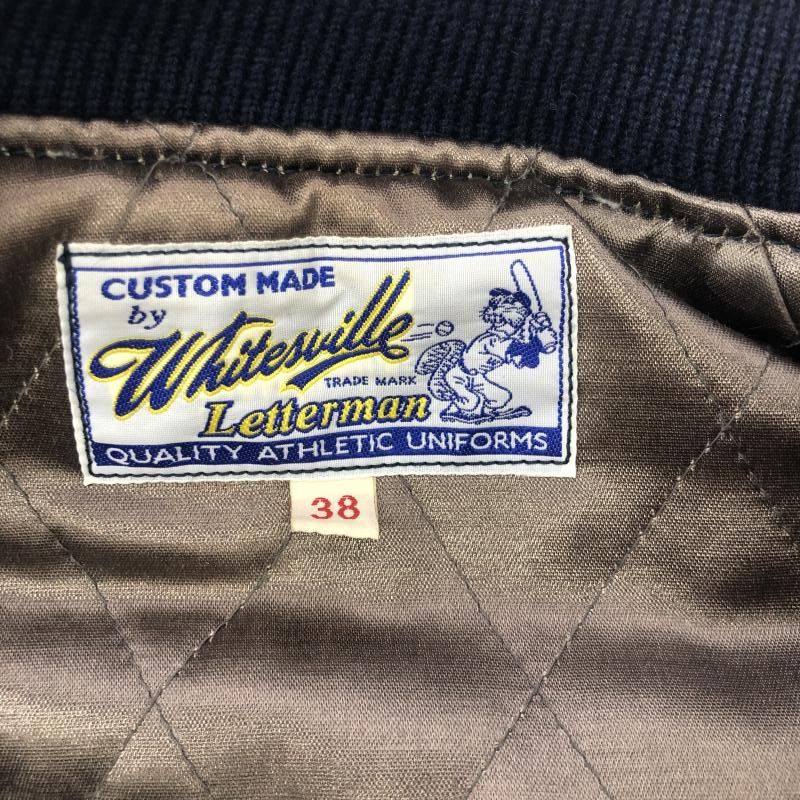 CUSTOM MADE
by
Whitesville
TRADE MARK
Letterman
QUALITY ATHLETIC UNIFORMS
38